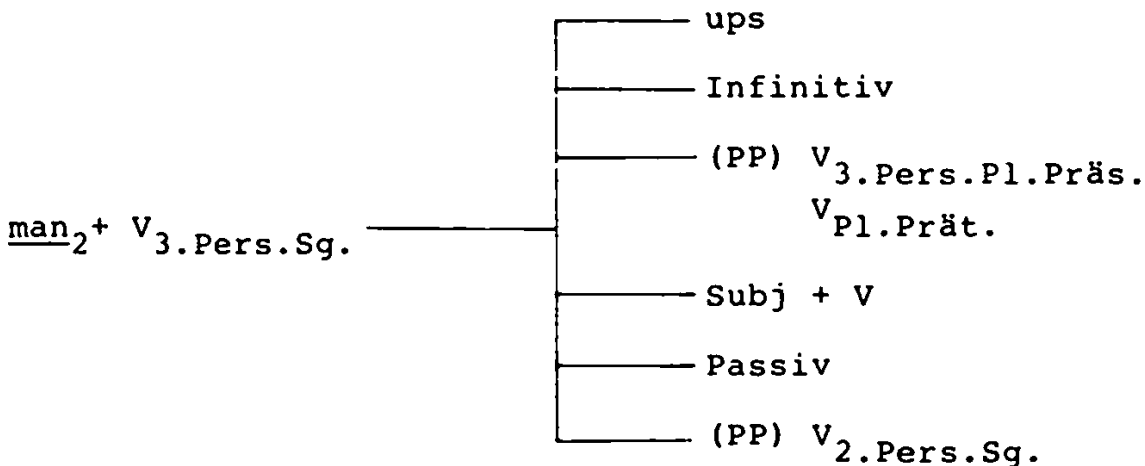 ups
Infinitiv
(PP) V3.Pers.Pl.Präs.
VPl.Prät.
man2+ V3.Pers.Sg.
Subj + V
Passiv
(PP) V2.Pers.Sg.